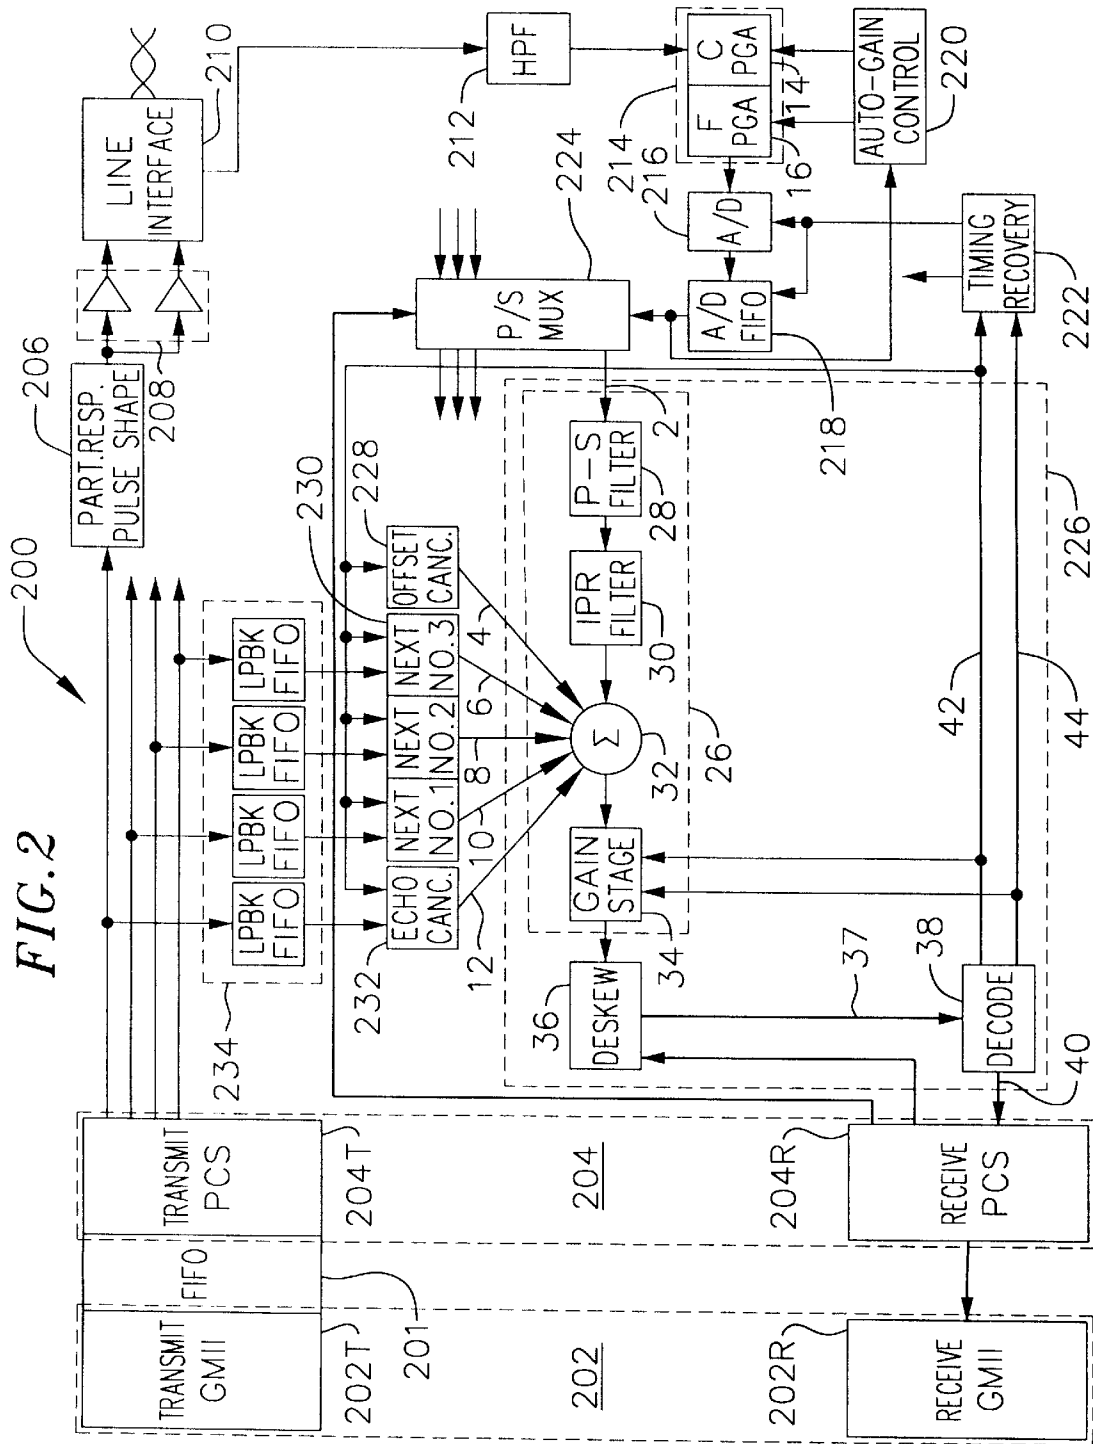 FIG.2
200
TRANSMIT
GMII
202T
FIFO
201
TRANSMIT
PCS
204T
202
204
RECEIVE
GMII
202R
RECEIVE
PCS
204R
PART.RESP.
PULSE SHAPE
206
208
LINE
INTERFACE
210
LPBK
FIFO
LPBK
FIFO
LPBK
FIFO
LPBK
FIFO
234
ECHO
CANC.
232
NEXT
NO.1
NEXT
NO.2
NEXT
NO.3
230
OFFSET
CANC.
228
12
10
8
6
4
HPF
212
C
PGA
14
F
PGA
16
214
A/D
216
A/D
FIFO
218
AUTO-GAIN
CONTROL
220
P/S
MUX
224
TIMING
RECOVERY
222
2
P-S
FILTER
28
IPR
FILTER
30
Σ
32
GAIN
STAGE
34
26
DESKEW
36
37
DECODE
38
40
42
44
226